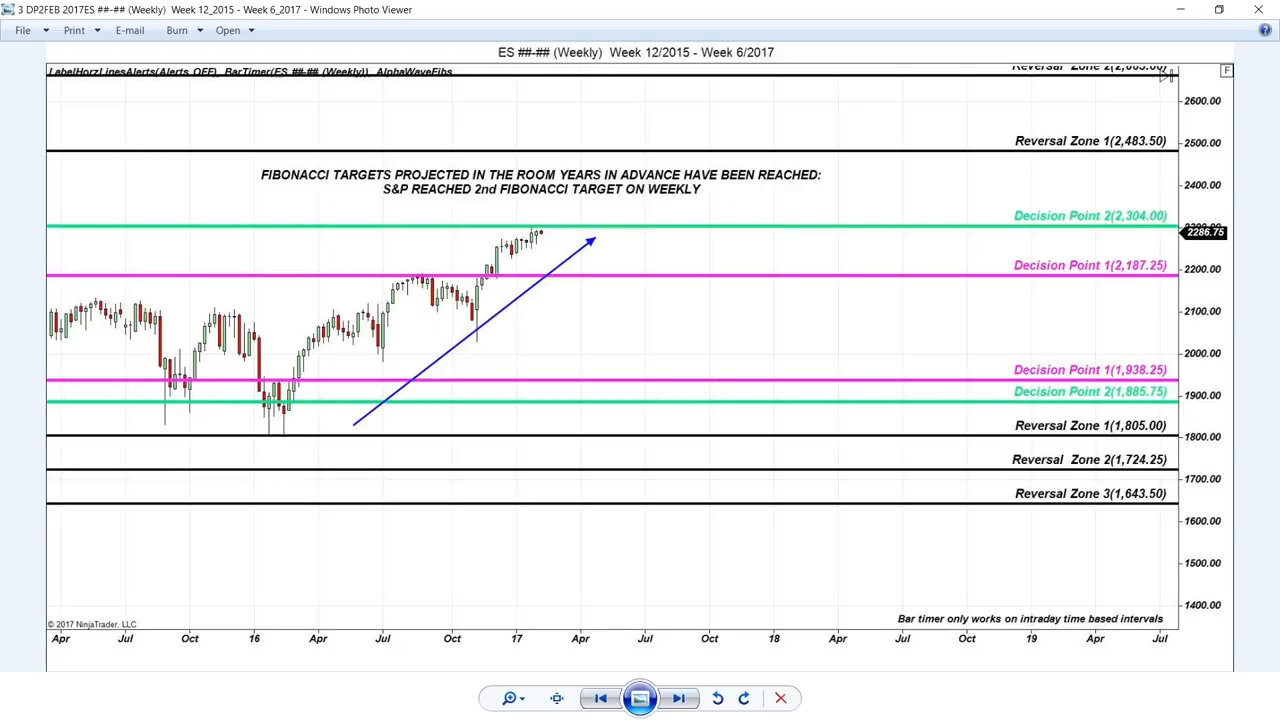 3 DP2FEB 2017ES ##-## (Weekly)  Week 12_2015 - Week 6_2017 - Windows Photo Viewer
File Print E-mail Burn Open
ES ##-## (Weekly)  Week 12/2015 - Week 6/2017
LabelHorzLinesAlerts(Alerts OFF), BarTimer(ES ##-## (Weekly)), AlphaWaveFibs
Reversal Zone 2(2,603.00)
F
2600.00
Reversal Zone 1(2,483.50)
2500.00
FIBONACCI TARGETS PROJECTED IN THE ROOM YEARS IN ADVANCE HAVE BEEN REACHED:
S&P REACHED 2nd FIBONACCI TARGET ON WEEKLY
2400.00
Decision Point 2(2,304.00)
2300.00
2286.75
Decision Point 1(2,187.25)
2200.00
2100.00
2000.00
Decision Point 1(1,938.25)
Decision Point 2(1,885.75)
1900.00
Reversal Zone 1(1,805.00)
1800.00
Reversal  Zone 2(1,724.25)
1700.00
Reversal Zone 3(1,643.50)
1600.00
1500.00
1400.00
Bar timer only works on intraday time based intervals
© 2017 NinjaTrader, LLC
Apr Jul Oct 16 Apr Jul Oct 17 Apr Jul Oct 18 Apr Jul Oct 19 Apr Jul